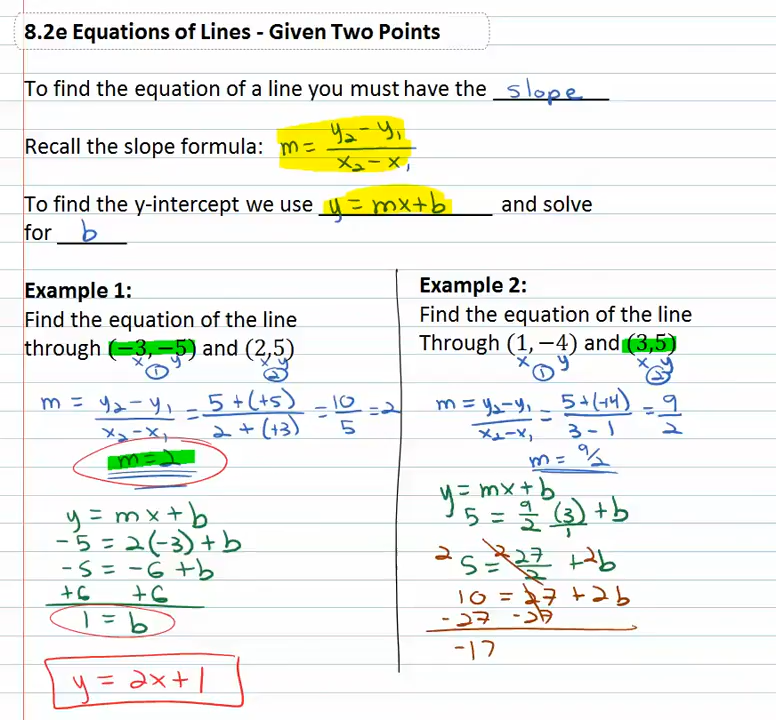 8.2e Equations of Lines - Given Two Points
To find the equation of a line you must have the slope
Recall the slope formula: m = y₂ - y₁ / x₂ - x₁
To find the y-intercept we use y = mx+b and solve
for b
Example 1:
Find the equation of the line
through (−3, −5) and (2,5)
x ① y x ② y
m = y₂ - y₁ / x₂ - x₁ = 5 + (+5) / 2 + (+3) = 10 / 5 = 2
m = 2
y = mx + b
-5 = 2(-3) + b
-5 = -6 + b
+6 +6
1 = b
y = 2x + 1
Example 2:
Find the equation of the line
Through (1, −4) and (3,5)
x ① y x ② y
m = y₂ - y₁ / x₂ - x₁ = 5 + (+4) / 3 - 1 = 9 / 2
m = 9/2
y = mx + b
5 = 9/2 (3)/1 + b
2 5 = 2 27/2 + 2b
10 = 27 + 2b
-27 -27
-17